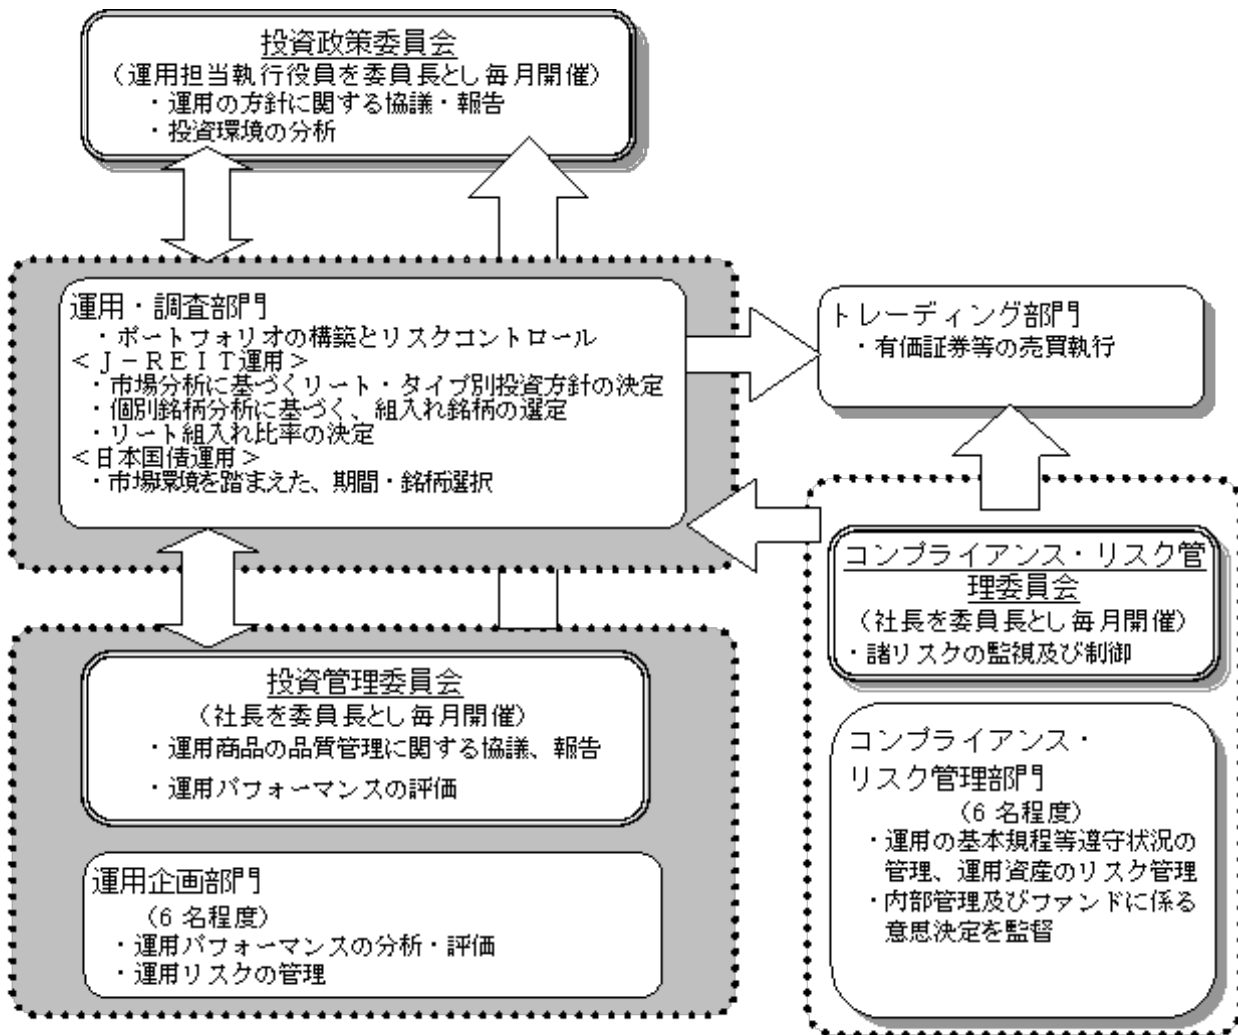 投資政策委員会
（運用担当執行役員を委員長とし毎月開催）
・運用の方針に関する協議・報告
・投資環境の分析
運用・調査部門
・ポートフォリオの構築とリスクコントロール
＜Ｊ－ＲＥＩＴ運用＞
・市場分析に基づくリート・タイプ別投資方針の決定
・個別銘柄分析に基づく、組入れ銘柄の選定
・リート組入れ比率の決定
＜日本国債運用＞
・市場環境を踏まえた、期間・銘柄選択
トレーディング部門
・有価証券等の売買執行
コンプライアンス・リスク管
理委員会
（社長を委員長とし毎月開催）
・諸リスクの監視及び制御
投資管理委員会
（社長を委員長とし毎月開催）
・運用商品の品質管理に関する協議、報告
・運用パフォーマンスの評価
コンプライアンス・
リスク管理部門
（6 名程度）
・運用の基本規程等遵守状況の
管理、運用資産のリスク管理
・内部管理及びファンドに係る
意思決定を監督
運用企画部門
（6 名程度）
・運用パフォーマンスの分析・評価
・運用リスクの管理